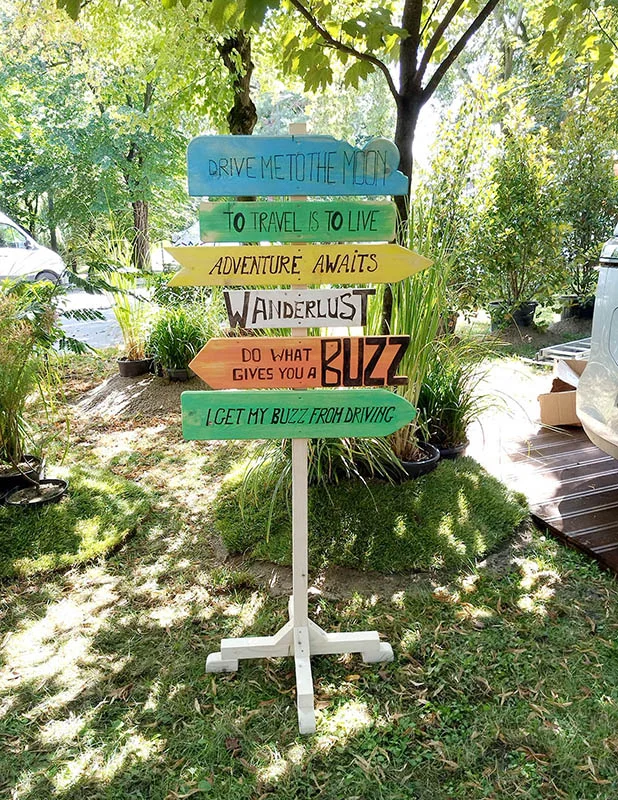 DRIVE ME TO THE MOON
TO TRAVEL IS TO LIVE
ADVENTURE AWAITS
WANDERLUST
DO WHAT
GIVES YOU A BUZZ
I GET MY BUZZ FROM DRIVING